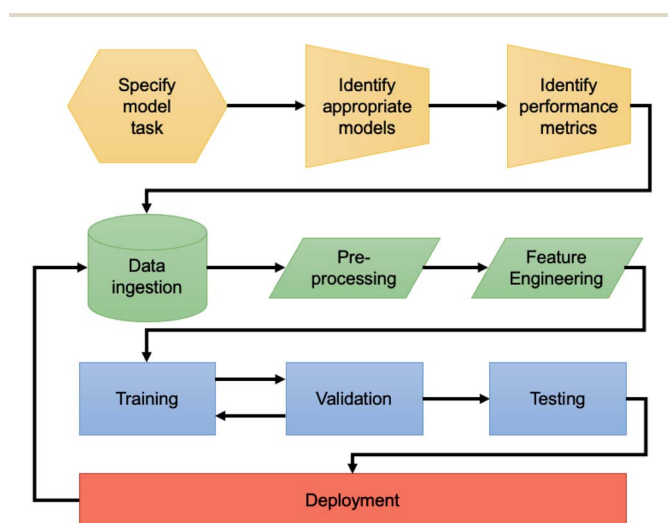 Specify
model
task
Identify
appropriate
models
Identify
performance
metrics
Data
ingestion
Pre-
processing
Feature
Engineering
Training
Validation
Testing
Deployment